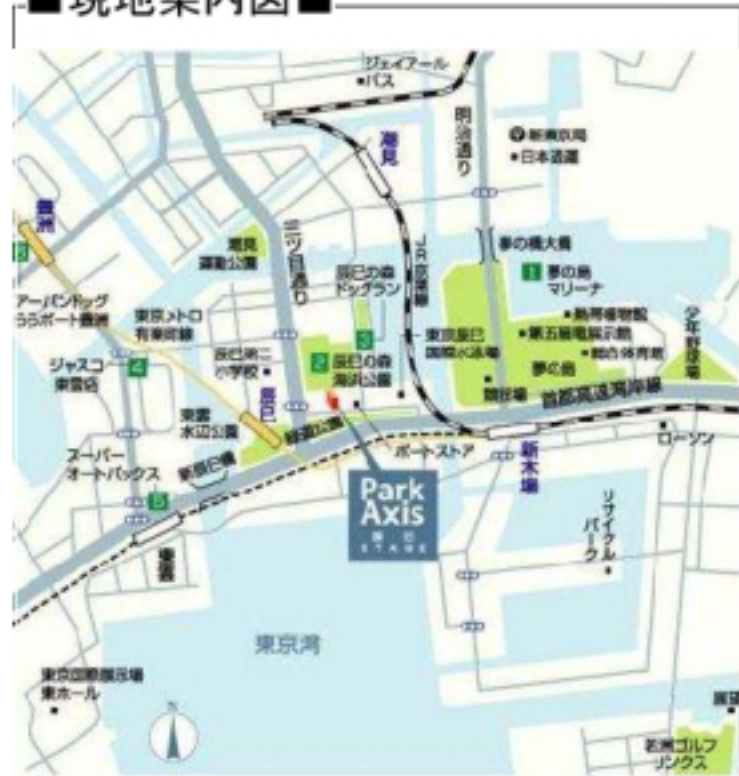 ■現地案内図■
ジェイアール
バス
明治通り
潮見
新東京局
日本通運
豊洲
三ツ目通り
潮見
運動公園
JR京葉線
夢の橋大橋
1
夢の島
マリーナ
辰巳の森
ドッグラン
熱帯植物館
アーバンドック
ららポート豊洲
東京メトロ
有楽町線
3
東京辰巳
国際水泳場
第五福竜展示館
少年野球場
総合体育館
ジャスコ
東雲店
4
辰巳第二
小学校
2
辰巳の森
海浜公園
夢の島
競技場
首都高速湾岸線
東雲
水辺公園
辰巳
緑道公園
ローソン
スーパー
オートバックス
新辰巳橋
ポートストア
新木場
5
Park
Axis
辰巳
STAGE
リサイクル
パーク
東雲
東京湾
東京国際展示場
東ホール
N
展望
若洲ゴルフ
リンクス